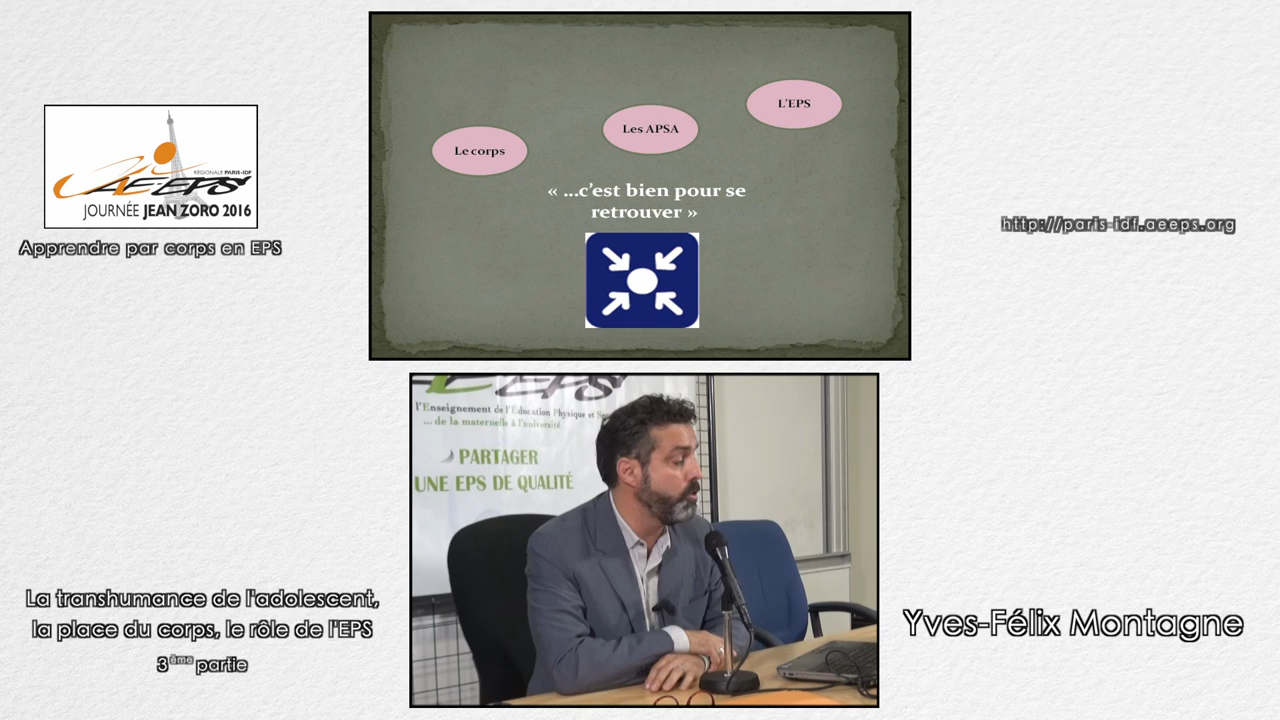 L'EPS
Les APSA
Le corps
« ...c'est bien pour se
retrouver »
RÉGIONALE PARIS-IDF
AE-EPS
JOURNÉE JEAN ZORO 2016
Apprendre par corps en EPS
http://paris-idf.aeeps.org
l'Enseignement de l'Éducation Physique et
... de la maternelle à l'université
PARTAGER
UNE EPS DE QUALITÉ
La transhumance de l'adolescent,
la place du corps, le rôle de l'EPS
3ème partie
Yves-Félix Montagne